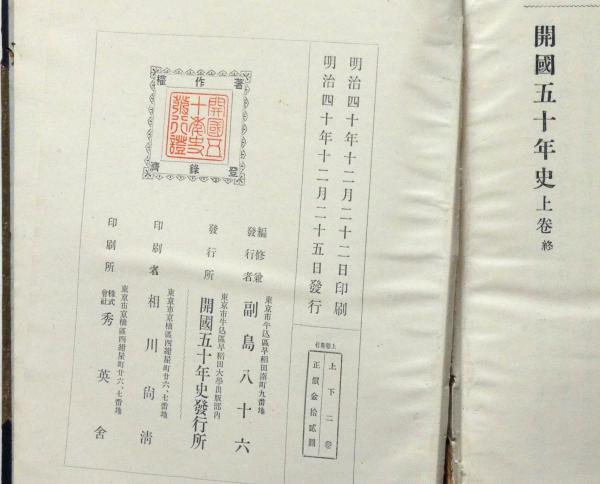 開國五十年史上卷終
明治四十年十二月二十二日印刷
明治四十年十二月二十五日發行
著作權
登錄濟
開國五
十年史
發行證
上卷奧付
上下二卷
正價金拾貳圓
編修兼
發行者
東京市牛込區早稻田南町九番地
副島八十六
發行所
東京市牛込區早稻田大學出版部內
開國五十年史發行所
印刷者
東京市京橋區西紺屋町廿六、七番地
相川尙淸
印刷所
東京市京橋區西紺屋町廿六、七番地
株式會社
秀英舍